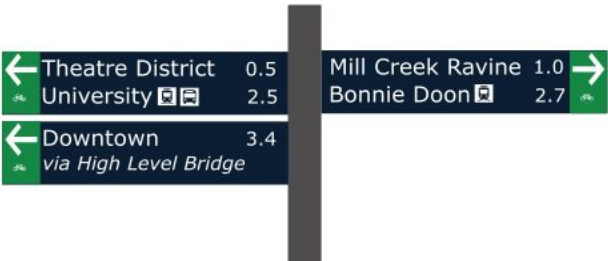 Theatre District 0.5
University 2.5
Downtown 3.4
via High Level Bridge
Mill Creek Ravine 1.0
Bonnie Doon 2.7